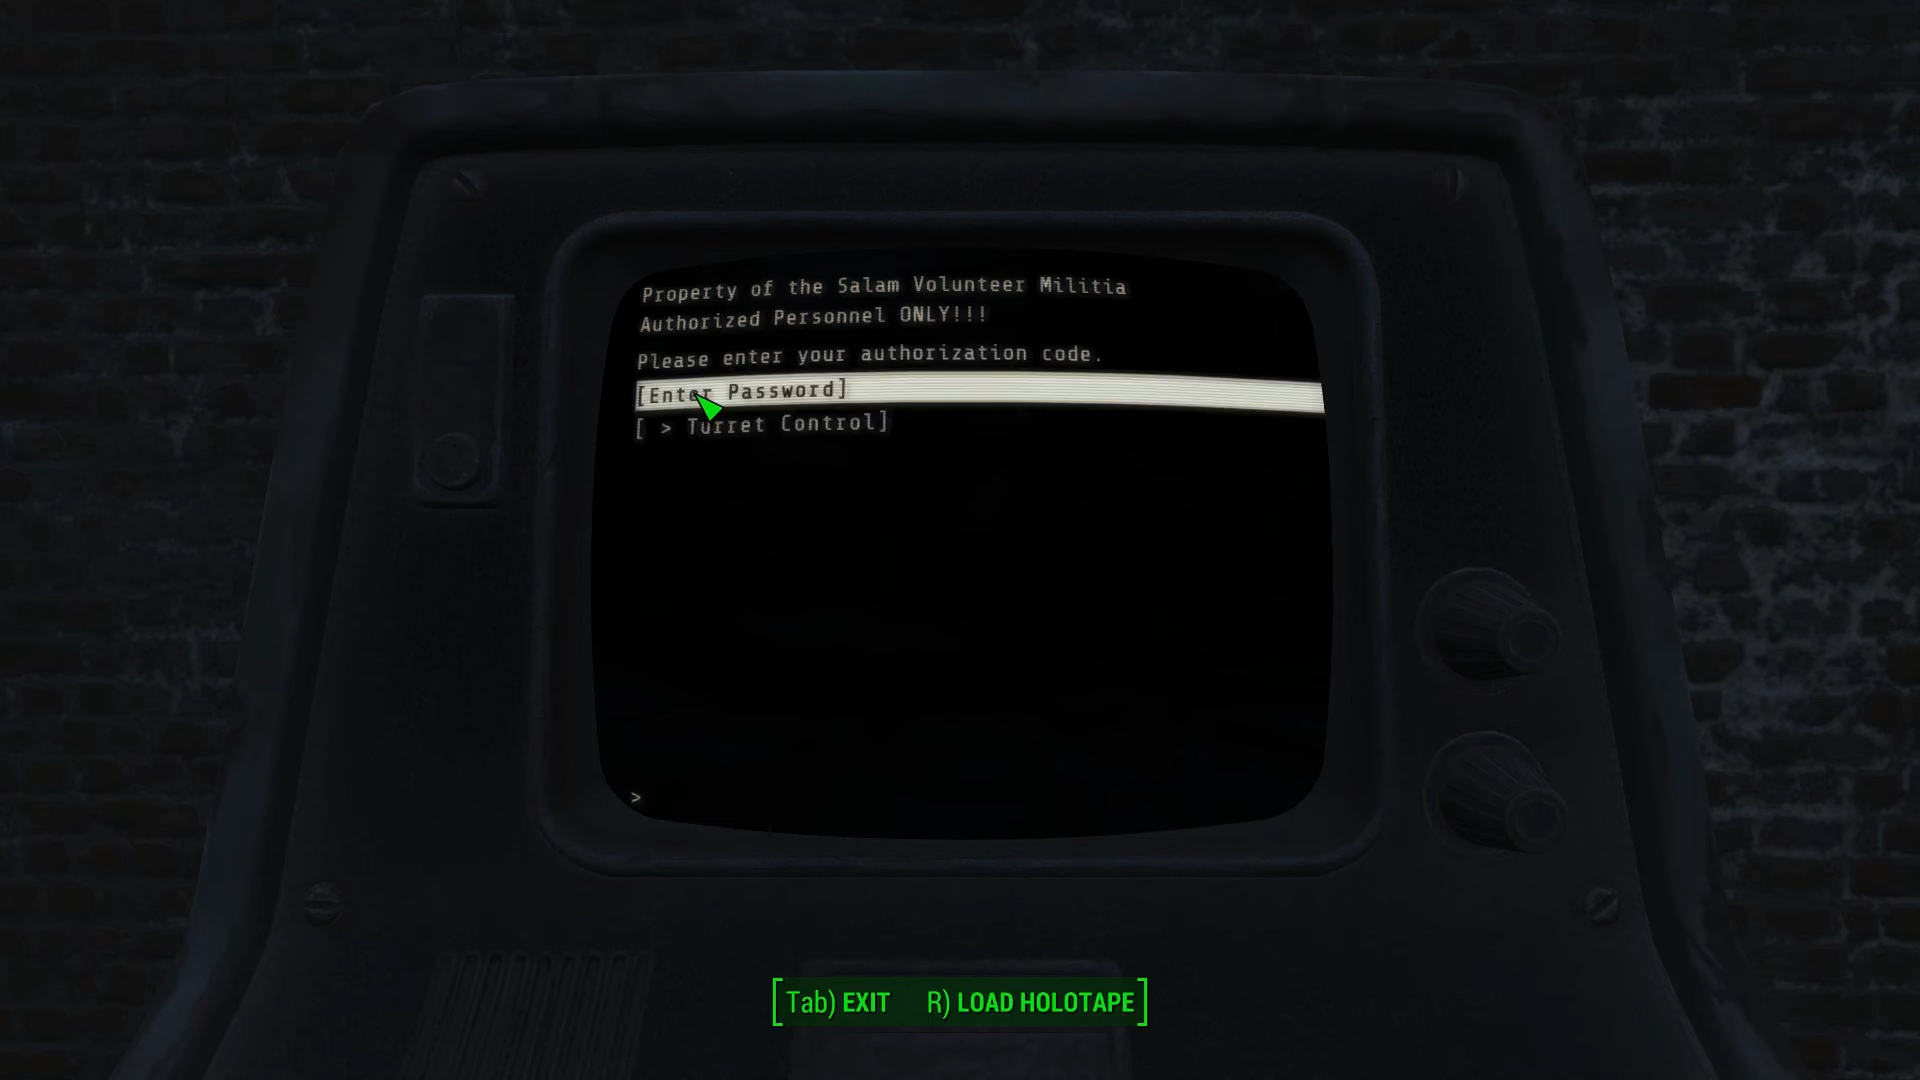 Property of the Salam Volunteer Militia
Authorized Personnel ONLY!!!
Please enter your authorization code.
[Enter Password]
[ > Turret Control]
>
Tab) EXIT R) LOAD HOLOTAPE